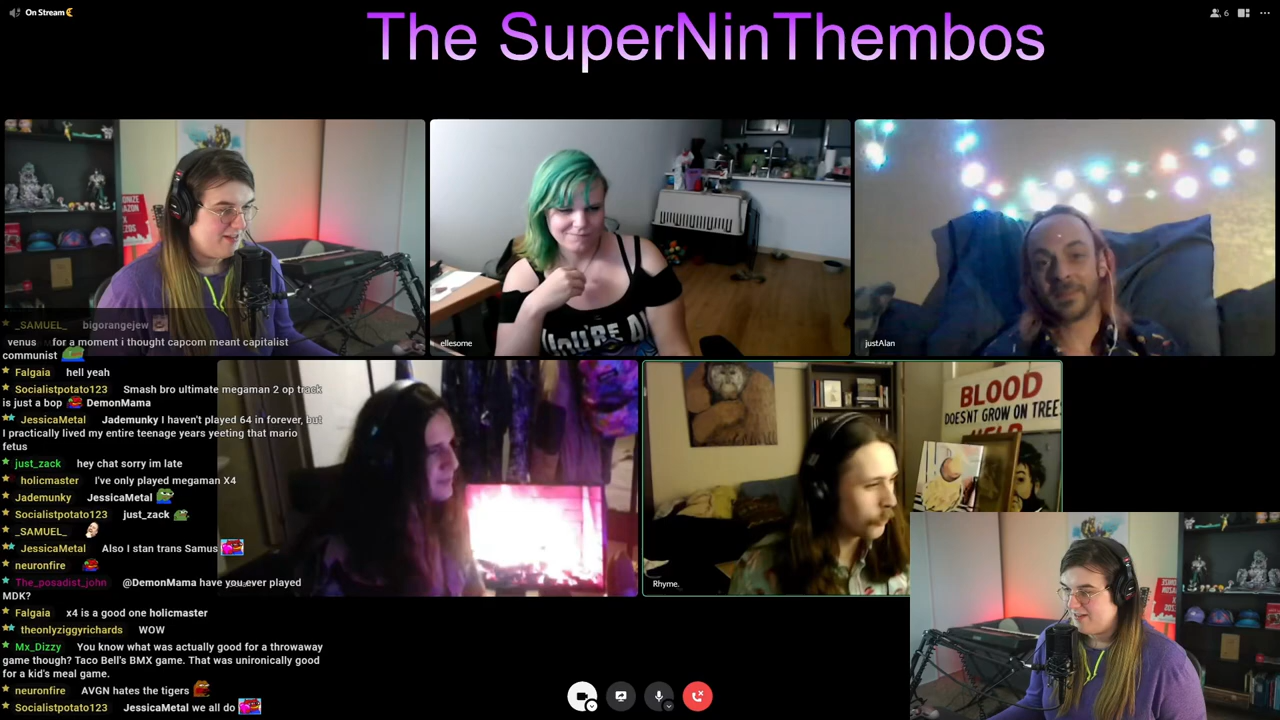 On Stream
6
The SuperNinThembos
ellesome
justAlan
Rhyme.
YOU'RE
BLOOD
DOESN'T GROW ON TREE
HELP
_SAMUEL_ bigorangejew
venus for a moment i thought capcom meant capitalist
communist
Falgaia hell yeah
Socialistpotato123 Smash bro ultimate megaman 2 op track
is just a bop DemonMama
JessicaMetal Jademunky I haven't played 64 in forever, but
I practically lived my entire teenage years yeeting that mario
fetus
just_zack hey chat sorry im late
holicmaster I've only played megaman X4
Jademunky JessicaMetal
Socialistpotato123 just_zack
_SAMUEL_
JessicaMetal Also I stan trans Samus
neuronfire
The_posadist_john @DemonMama have you ever played
MDK?
Falgaia x4 is a good one holicmaster
theonlyziggyrichards WOW
Mx_Dizzy You know what was actually good for a throwaway
game though? Taco Bell's BMX game. That was unironically good
for a kid's meal game.
neuronfire AVGN hates the tigers
Socialistpotato123 JessicaMetal we all do